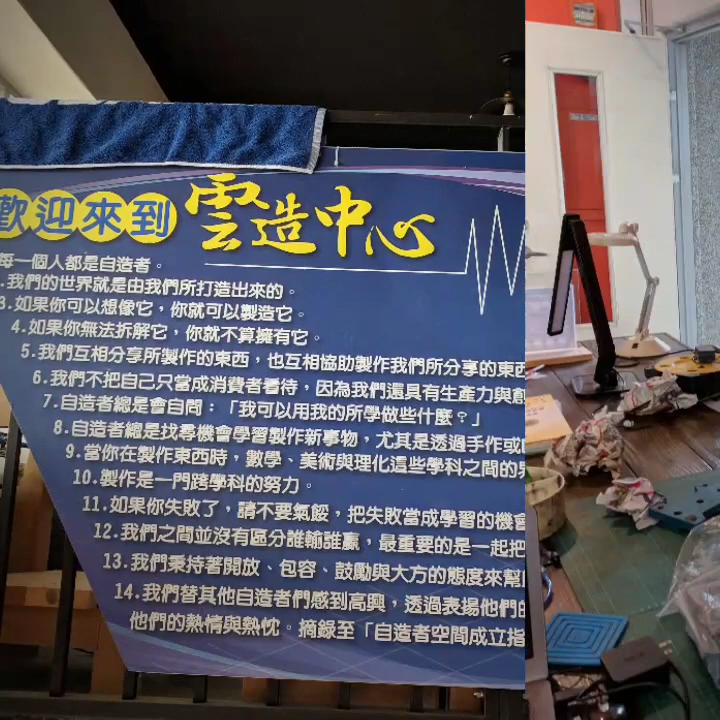 歡迎來到雲造中心
每一個人都是自造者。
.我們的世界就是由我們所打造出來的。
3.如果你可以想像它，你就可以製造它。
4.如果你無法拆解它，你就不算擁有它。
5.我們互相分享所製作的東西，也互相協助製作我們所分享的東西
6.我們不把自己只當成消費者看待，因為我們還具有生產力與創
7.自造者總是會自問：「我可以用我的所學做些什麼？」
8.自造者總是找尋機會學習製作新事物，尤其是透過手作或
9.當你在製作東西時，數學、美術與理化這些學科之間的界
10.製作是一門跨學科的努力。
11.如果你失敗了，請不要氣餒，把失敗當成學習的機會
12.我們之間並沒有區分誰輸誰贏，最重要的是一起把
13.我們秉持著開放、包容、鼓勵與大方的態度來幫
14.我們替其他自造者們感到高興，透過表揚他們的
他們的熱情與熱忱。摘錄至「自造者空間成立指